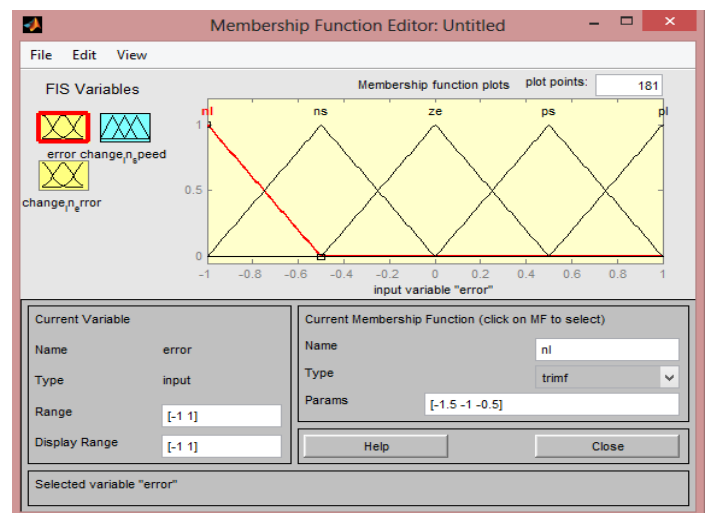 Membership Function Editor: Untitled
File Edit View
FIS Variables
Membership function plots plot points: 181
nl ns ze ps pl
1
0.5
0
error change_in_speed
change_in_error
-1 -0.8 -0.6 -0.4 -0.2 0 0.2 0.4 0.6 0.8 1
input variable "error"
Current Variable
Name error
Type input
Range [-1 1]
Display Range [-1 1]
Current Membership Function (click on MF to select)
Name nl
Type trimf
Params [-1.5 -1 -0.5]
Help Close
Selected variable "error"